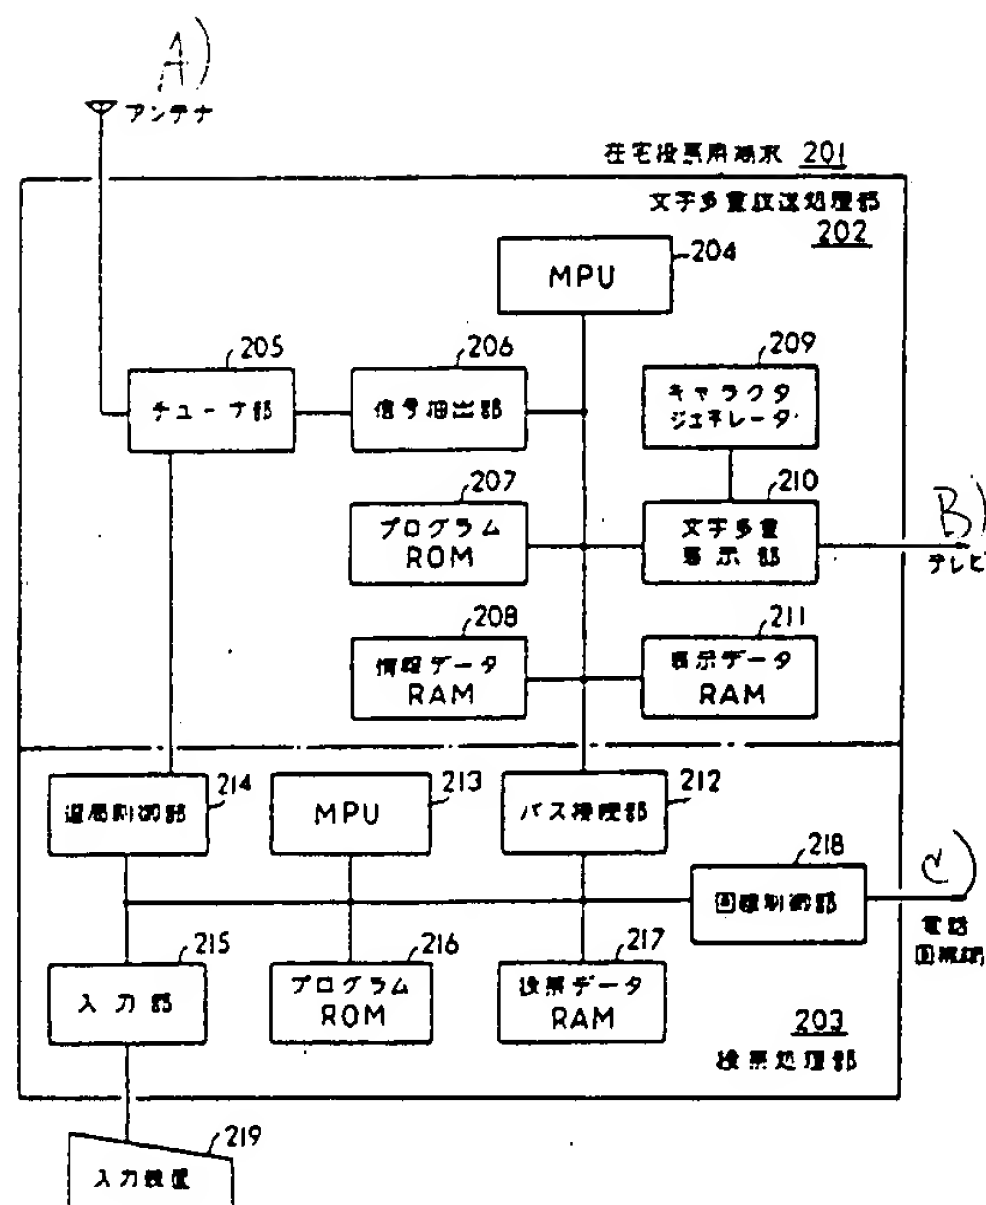 A)
アンテナ
在宅投票用端末 201
文字多重放送処理部
202
MPU
204
205
チューナ部
206
信号抽出部
209
キャラクタ
ジェネレータ
207
プログラム
ROM
210
文字多重
表示部
B)
テレビ
208
情報データ
RAM
211
表示データ
RAM
214
選局制御部
213
MPU
212
バス接続部
218
回線制御部
C)
電話
回線網
215
入力部
216
プログラム
ROM
217
投票データ
RAM
203
投票処理部
219
入力装置